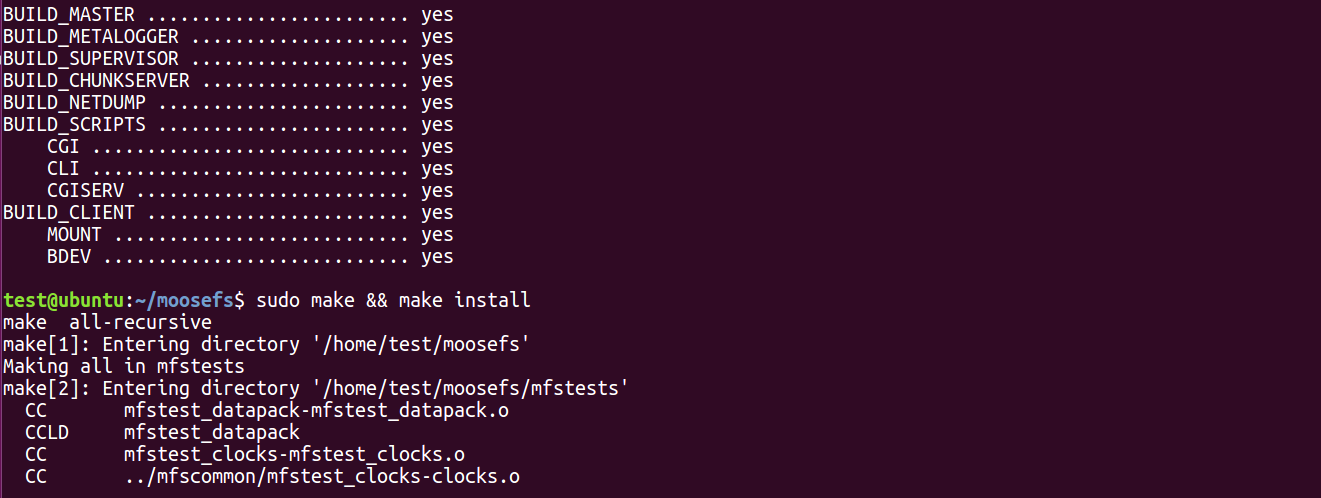 BUILD_MASTER ........................ yes
BUILD_METALOGGER .................... yes
BUILD_SUPERVISOR .................... yes
BUILD_CHUNKSERVER ................... yes
BUILD_NETDUMP ....................... yes
BUILD_SCRIPTS ....................... yes
    CGI ............................. yes
    CLI ............................. yes
    CGISERV ......................... yes
BUILD_CLIENT ........................ yes
    MOUNT ........................... yes
    BDEV ............................ yes
test@ubuntu:~/moosefs$ sudo make && make install
make  all-recursive
make[1]: Entering directory '/home/test/moosefs'
Making all in mfstests
make[2]: Entering directory '/home/test/moosefs/mfstests'
  CC       mfstest_datapack-mfstest_datapack.o
  CCLD     mfstest_datapack
  CC       mfstest_clocks-mfstest_clocks.o
  CC       ../mfscommon/mfstest_clocks-clocks.o